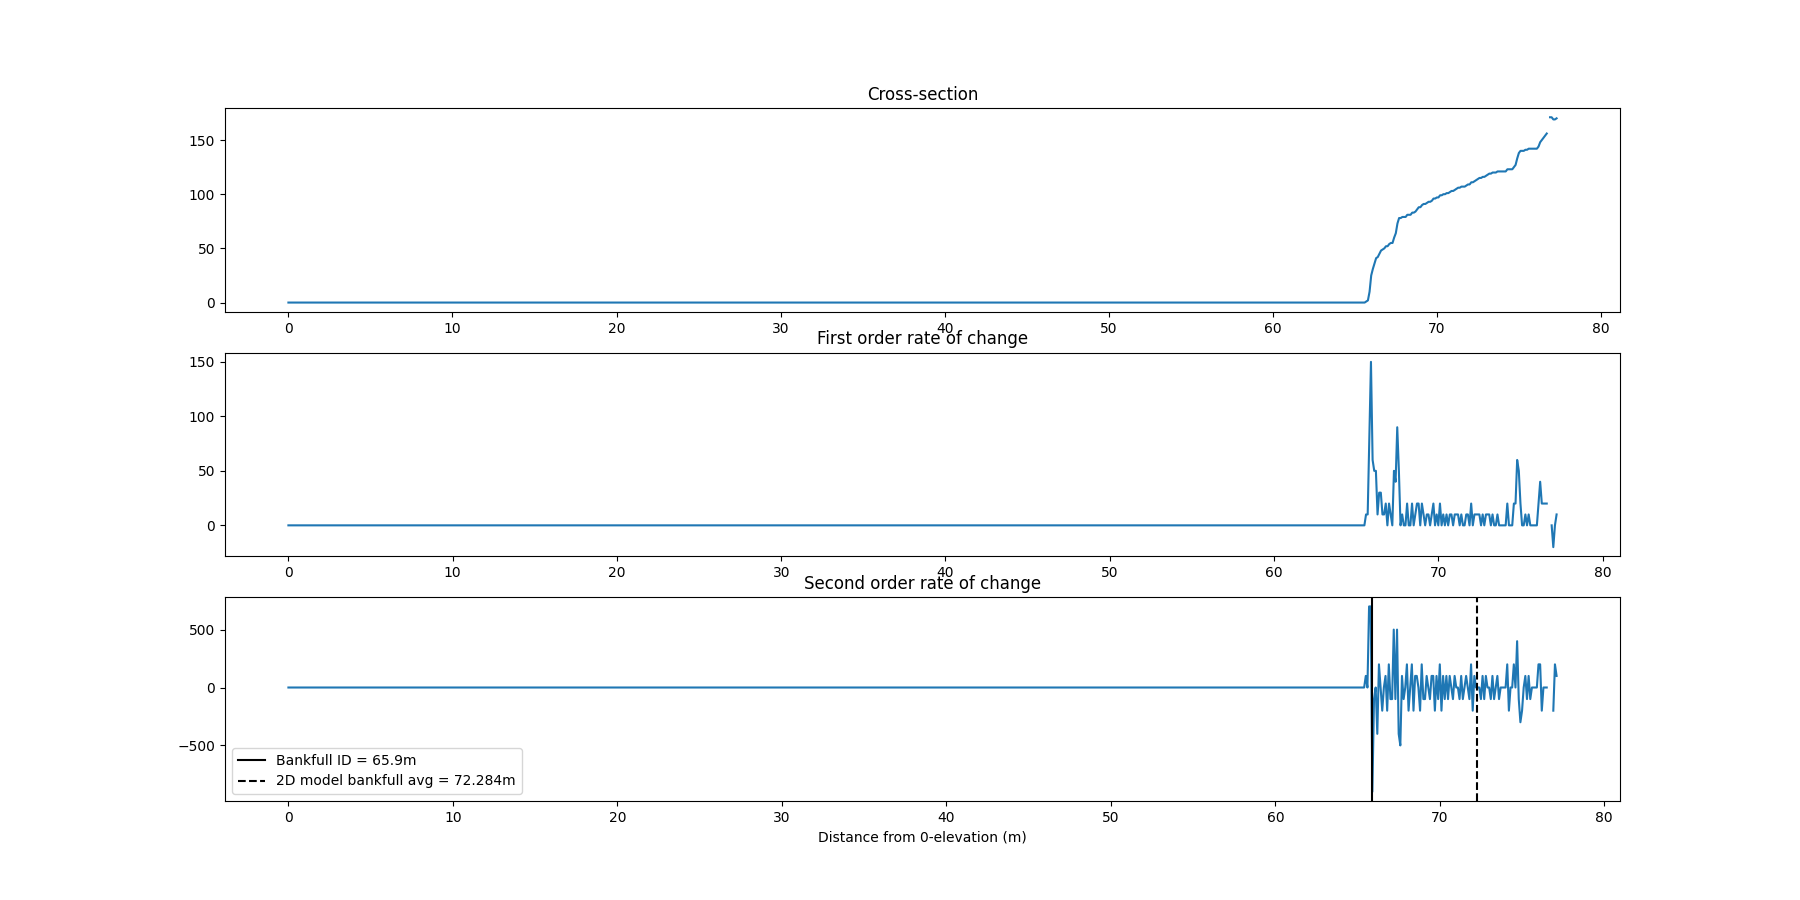 Cross-section
150
100
50
0
0 10 20 30 40 50 60 70 80
First order rate of change
150
100
50
0
0 10 20 30 40 50 60 70 80
Second order rate of change
500
0
−500
Bankfull ID = 65.9m
2D model bankfull avg = 72.284m
0 10 20 30 40 50 60 70 80
Distance from 0-elevation (m)